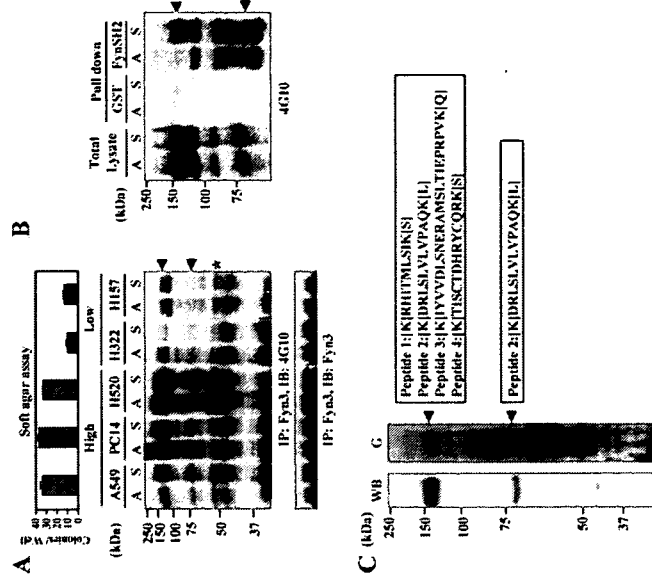 A
Soft agar assay
Colonies/Well
40
30
20
10
0
High Low
A549 PC14 H520 H322 H157
(kDa) A S A S A S A S A S
250
150
100
75
50
37
*
IP: Fyn3, IB: 4G10
IP: Fyn3, IB: Fyn3
B
Total Lysate
Pull down
GST FynSH2
(kDa) A S A S A S
250
150
100
75
4G10
C
(kDa) WB G
250
150
100
75
50
37
Peptide 1:[K]RHTMLSIK[S]
Peptide 2:[K]DRLSLVLVPAQK[L]
Peptide 3:[K]IYVVDLSNERAMSLTIEPRPVK[Q]
Peptide 4:[K]TISCTDHRYCQRK[S]
Peptide 2:[K]DRLSLVLVPAQK[L]